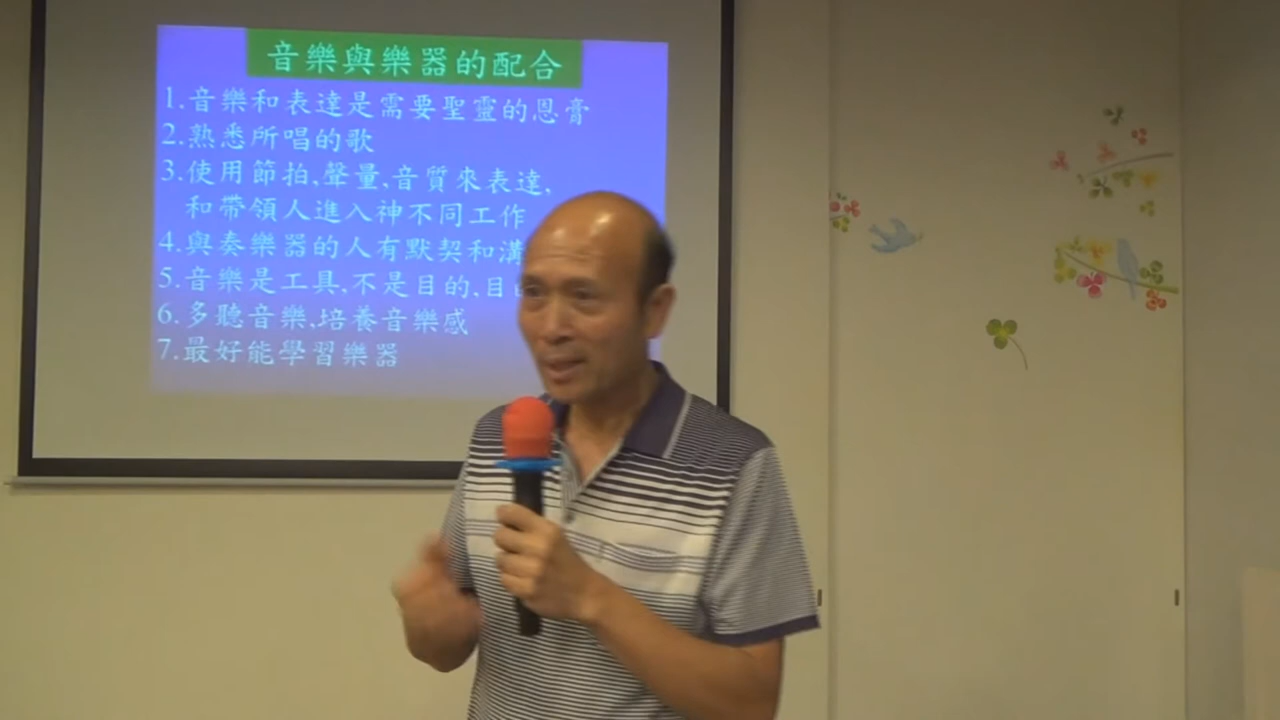 音樂與樂器的配合
1.音樂和表達是需要聖靈的恩膏
2.熟悉所唱的歌
3.使用節拍,聲量,音質來表達,
和帶領人進入神不同工作
4.與奏樂器的人有默契和溝
5.音樂是工具,不是目的,目
6.多聽音樂,培養音樂感
7.最好能學習樂器